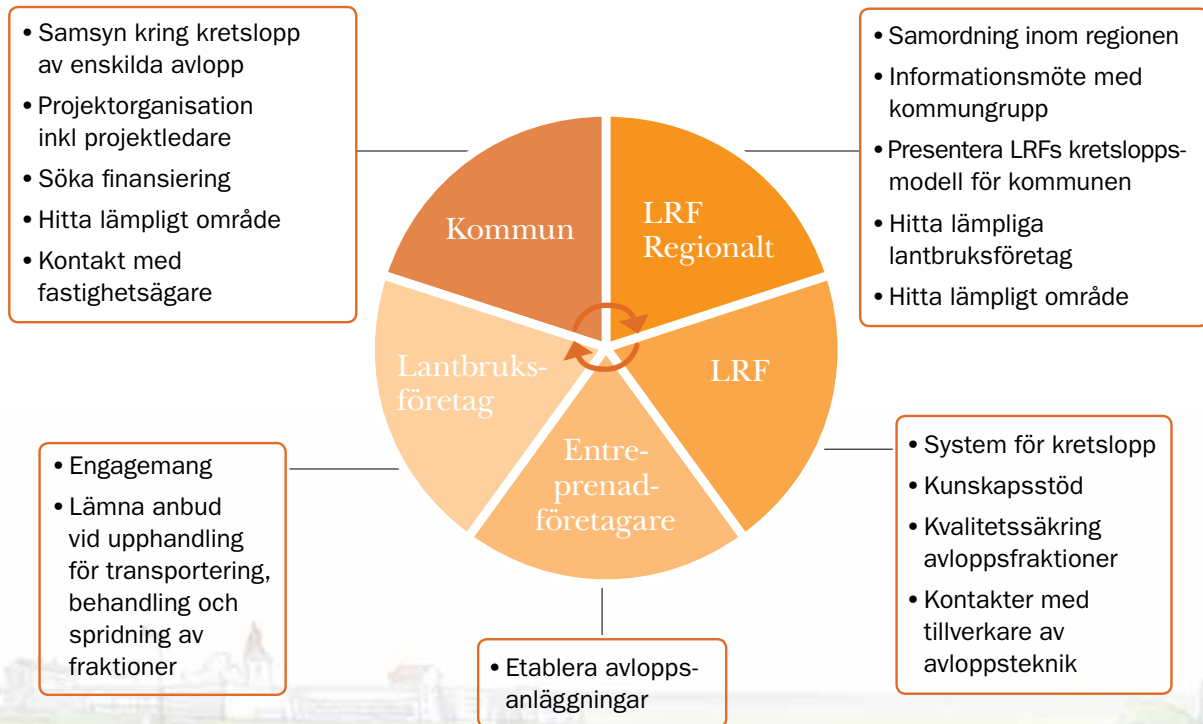 • Samsyn kring kretslopp
av enskilda avlopp
• Projektorganisation
inkl projektledare
• Söka finansiering
• Hitta lämpligt område
• Kontakt med
fastighetsägare
• Samordning inom regionen
• Informationsmöte med
kommungrupp
• Presentera LRFs kretslopps-
modell för kommunen
• Hitta lämpliga
lantbruksföretag
• Hitta lämpligt område
Kommun
LRF
Regionalt
Lantbruks-
företag
LRF
Entre-
prenad-
företagare
• Engagemang
• Lämna anbud
vid upphandling
för transportering,
behandling och
spridning av
fraktioner
• System för kretslopp
• Kunskapsstöd
• Kvalitetssäkring
avloppsfraktioner
• Kontakter med
tillverkare av
avloppsteknik
• Etablera avlopps-
anläggningar